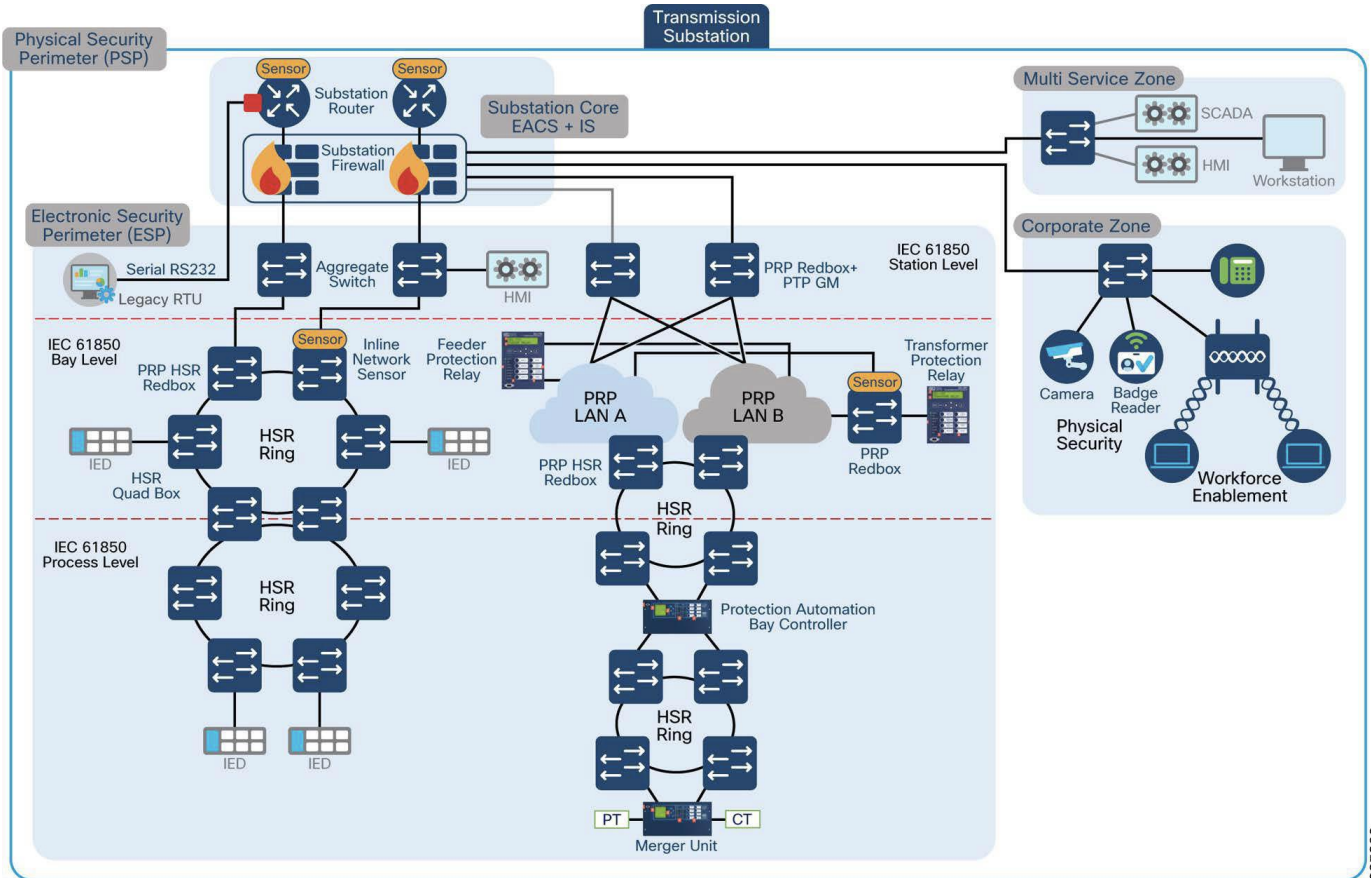 Transmission
Substation
Physical Security
Perimeter (PSP)
Sensor
Sensor
Substation
Router
Substation Core
EACS + IS
Substation
Firewall
Multi Service Zone
SCADA
HMI
Workstation
Electronic Security
Perimeter (ESP)
Serial RS232
Legacy RTU
Aggregate
Switch
HMI
PRP Redbox+
PTP GM
IEC 61850
Station Level
Corporate Zone
Camera
Badge
Reader
Physical
Security
Workforce
Enablement
IEC 61850
Bay Level
PRP HSR
Redbox
Sensor
Inline
Network
Sensor
Feeder
Protection
Relay
PRP
LAN A
PRP
LAN B
Sensor
Transformer
Protection
Relay
PRP
Redbox
IED
HSR
Quad Box
HSR
Ring
IED
PRP HSR
Redbox
HSR
Ring
IEC 61850
Process Level
HSR
Ring
IED
IED
Protection Automation
Bay Controller
HSR
Ring
PT
CT
Merger Unit